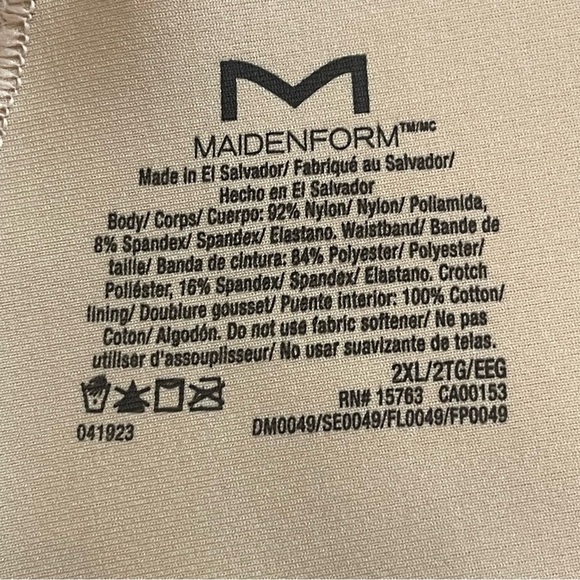 MAIDENFORM™/MC
Made in El Salvador/ Fabriqué au Salvador/
Hecho en El Salvador
Body/ Corps/ Cuerpo: 92% Nylon/ Nylon/ Poliamida,
8% Spandex/ Spandex/ Elastano. Waistband/ Bande de
taille/ Banda de cintura: 84% Polyester/ Polyester/
Poliéster, 16% Spandex/ Spandex/ Elastano. Crotch
lining/ Doublure gousset/ Puente interior: 100% Cotton/
Coton/ Algodón. Do not use fabric softener/ Ne pas
utiliser d'assouplisseur/ No usar suavizante de telas.
2XL/2TG/EEG
RN# 15763 CA00153
041923 DM0049/SE0049/FL0049/FP0049